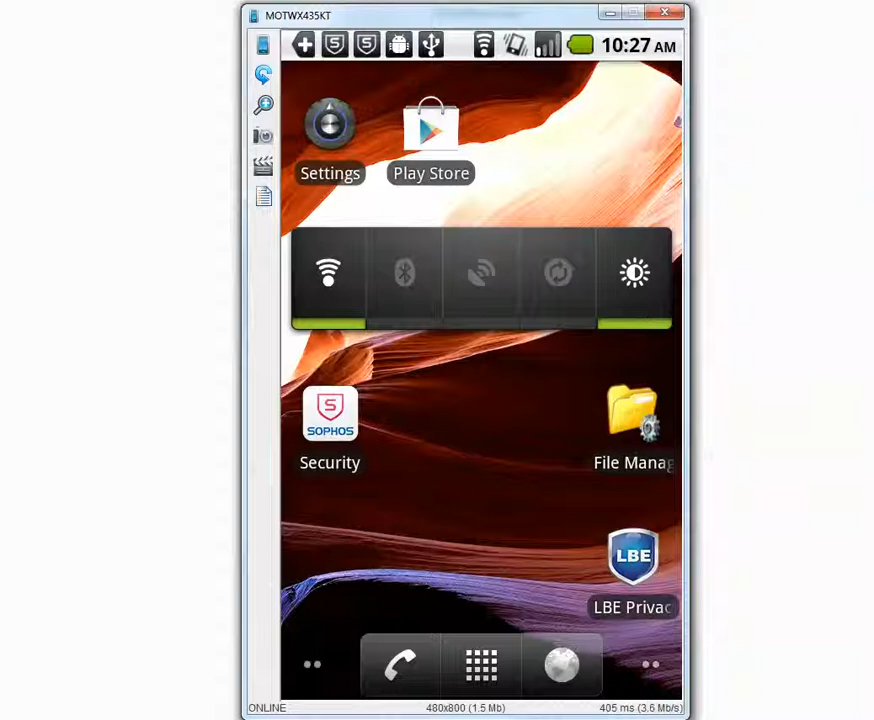 MOTWX435KT
10:27 AM
Settings
Play Store
S
SOPHOS
Security
File Manag
LBE
LBE Privac
ONLINE
480x800 (1.5 Mb)
405 ms (3.6 Mb/s)